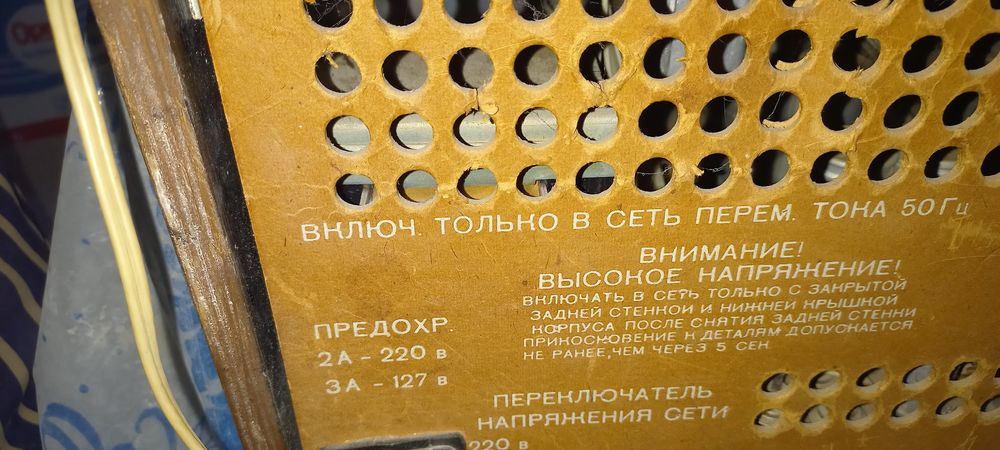 ВКЛЮЧ. ТОЛЬКО В СЕТЬ ПЕРЕМ. ТОКА 50 Гц
ВНИМАНИЕ!
ВЫСОКОЕ НАПРЯЖЕНИЕ!
ВКЛЮЧАТЬ В СЕТЬ ТОЛЬКО С ЗАКРЫТОЙ
ЗАДНЕЙ СТЕНКОЙ И НИЖНЕЙ КРЫШКОЙ
КОРПУСА ПОСЛЕ СНЯТИЯ ЗАДНЕЙ СТЕНКИ
ПРИКОСНОВЕНИЕ К ДЕТАЛЯМ ДОПУСКАЕТСЯ
НЕ РАНЕЕ, ЧЕМ ЧЕРЕЗ 5 СЕК
ПРЕДОХР.
2А - 220 в
3А - 127 в
ПЕРЕКЛЮЧАТЕЛЬ
НАПРЯЖЕНИЯ СЕТИ
220 в